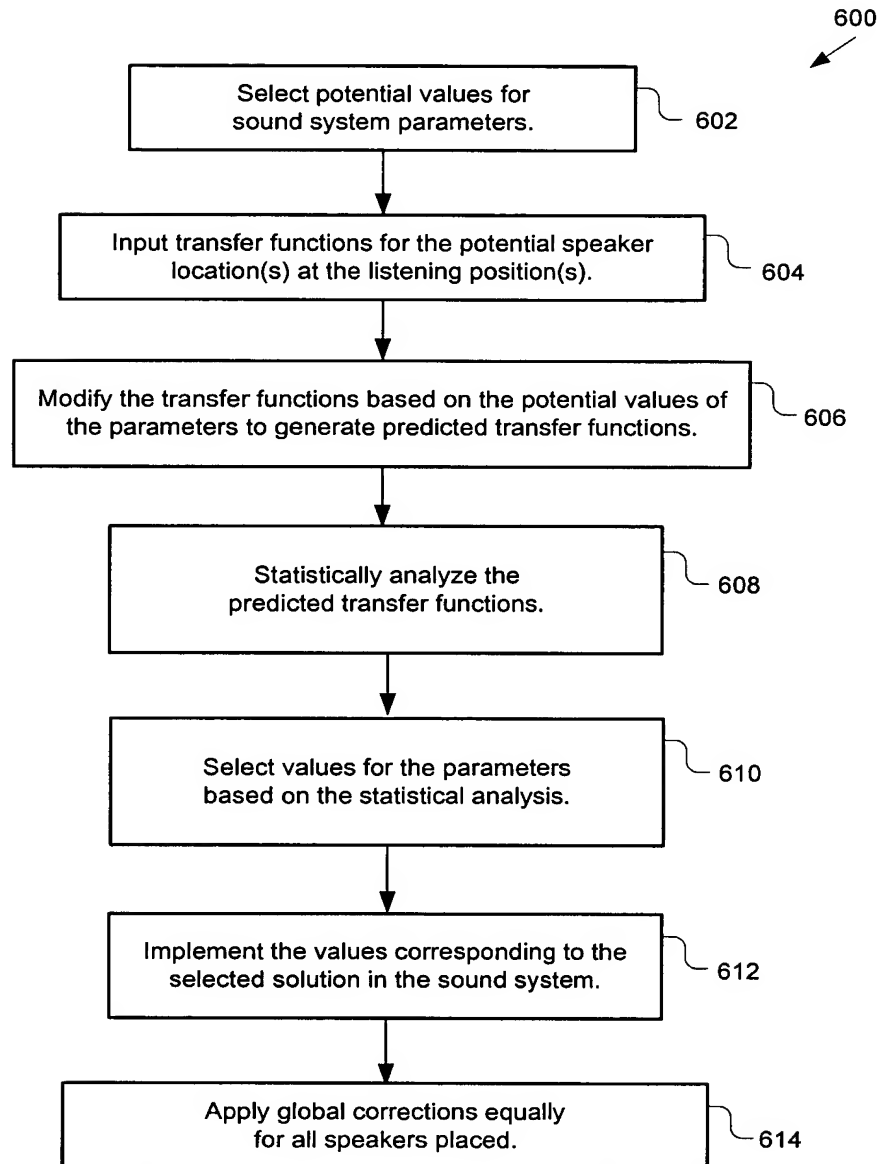 600
Select potential values for
sound system parameters.
602
Input transfer functions for the potential speaker
location(s) at the listening position(s).
604
Modify the transfer functions based on the potential values of
the parameters to generate predicted transfer functions.
606
Statistically analyze the
predicted transfer functions.
608
Select values for the parameters
based on the statistical analysis.
610
Implement the values corresponding to the
selected solution in the sound system.
612
Apply global corrections equally
for all speakers placed.
614